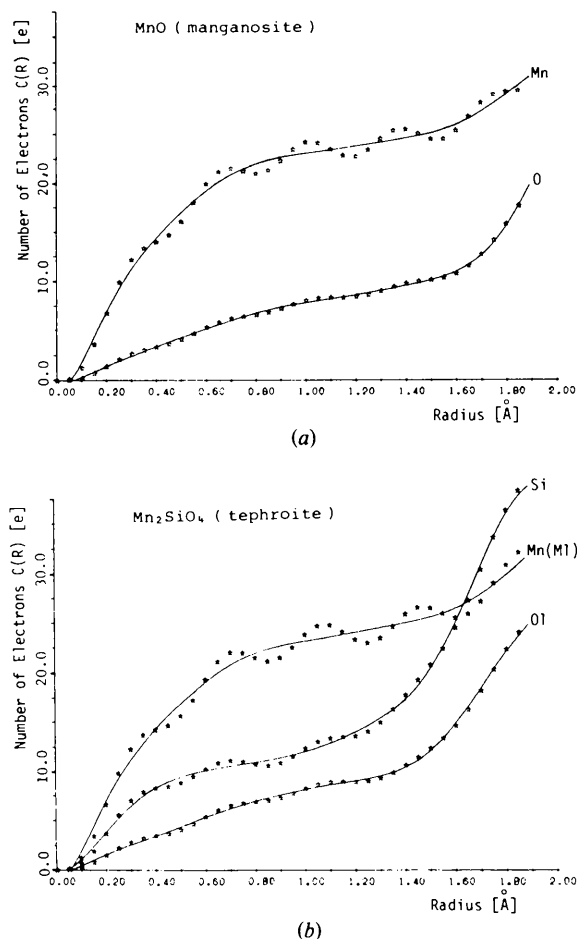 MnO (manganosite)
Number of Electrons C(R) [e]
30.0
20.0
10.0
0.0
Mn
O
0.00 0.20 0.40 0.60 0.80 1.00 1.20 1.40 1.60 1.80 2.00
Radius [Å]
(a)
Mn₂SiO₄ (tephroite)
Number of Electrons C(R) [e]
30.0
20.0
10.0
0.0
Si
Mn(M1)
O1
0.00 0.20 0.40 0.60 0.80 1.00 1.20 1.40 1.60 1.80 2.00
Radius [Å]
(b)